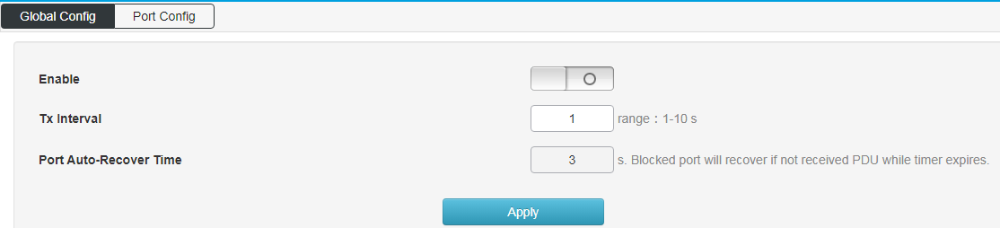 Global Config Port Config
Enable
Tx Interval 1 range：1-10 s
Port Auto-Recover Time 3 s. Blocked port will recover if not received PDU while timer expires.
Apply